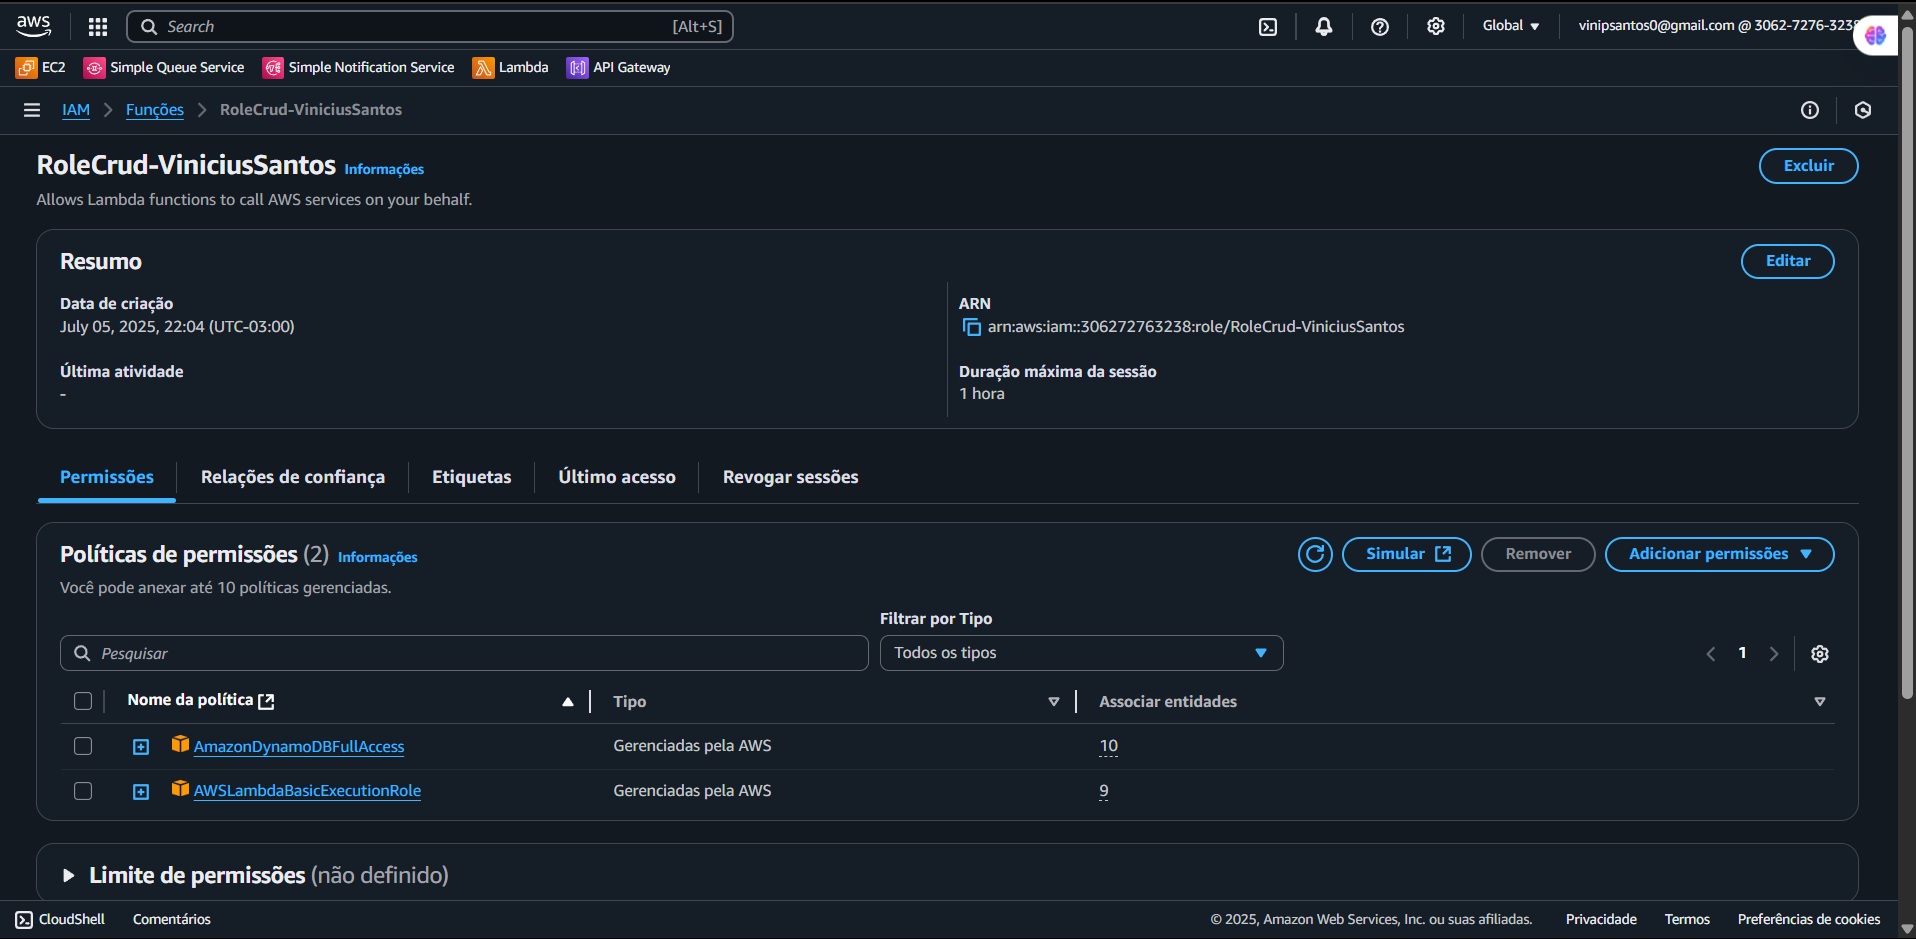 aws
Search [Alt+S]
Global
vinipsantos0@gmail.com @ 3062-7276-3238
EC2
Simple Queue Service
Simple Notification Service
Lambda
API Gateway
IAM
Funções
RoleCrud-ViniciusSantos
RoleCrud-ViniciusSantos Informações
Excluir
Allows Lambda functions to call AWS services on your behalf.
Resumo
Editar
Data de criação
July 05, 2025, 22:04 (UTC-03:00)
ARN
arn:aws:iam::306272763238:role/RoleCrud-ViniciusSantos
Última atividade
-
Duração máxima da sessão
1 hora
Permissões
Relações de confiança
Etiquetas
Último acesso
Revogar sessões
Políticas de permissões (2) Informações
Simular
Remover
Adicionar permissões
Você pode anexar até 10 políticas gerenciadas.
Filtrar por Tipo
Pesquisar
Todos os tipos
1
Nome da política
Tipo
Associar entidades
AmazonDynamoDBFullAccess
Gerenciadas pela AWS
10
AWSLambdaBasicExecutionRole
Gerenciadas pela AWS
9
Limite de permissões (não definido)
CloudShell
Comentários
© 2025, Amazon Web Services, Inc. ou suas afiliadas.
Privacidade
Termos
Preferências de cookies